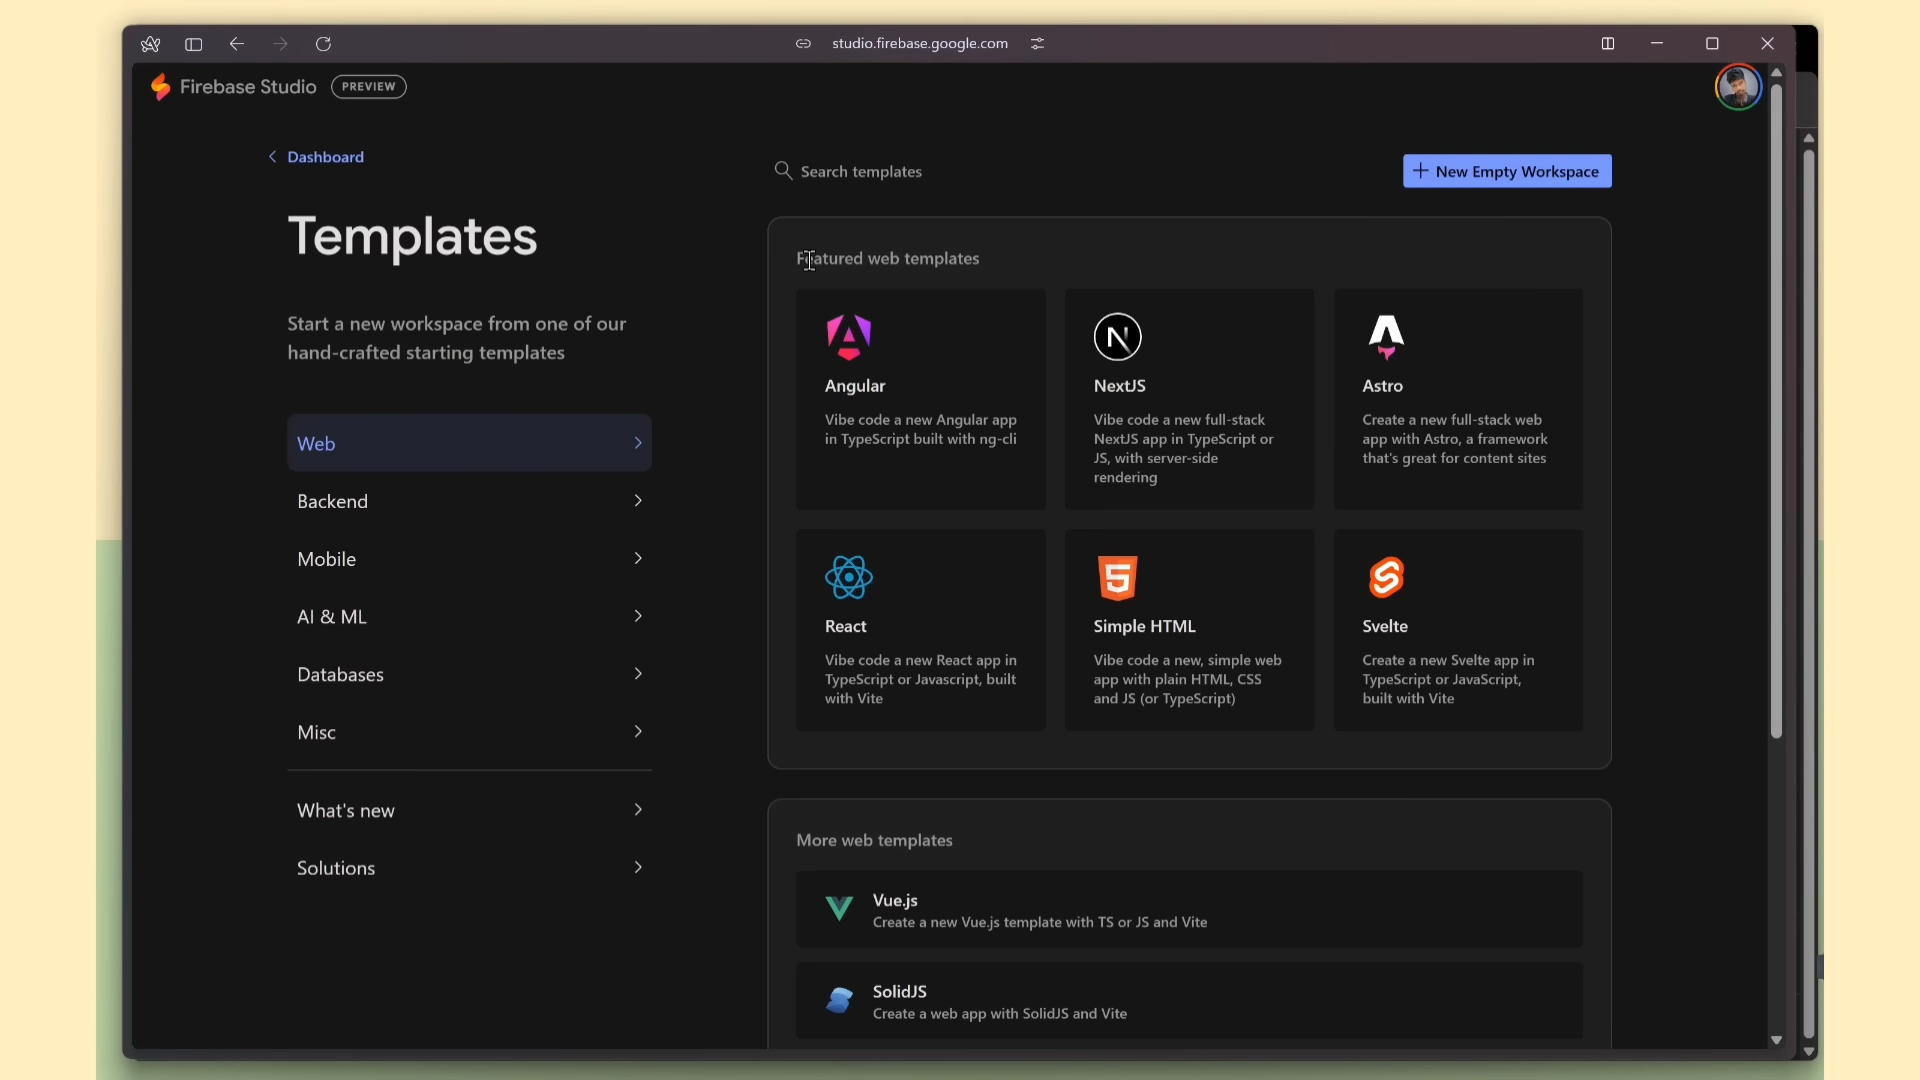 studio.firebase.google.com
Firebase Studio PREVIEW
Dashboard
Templates
Start a new workspace from one of our
hand-crafted starting templates
Web
Backend
Mobile
AI & ML
Databases
Misc
What's new
Solutions
Search templates
New Empty Workspace
Featured web templates
Angular
Vibe code a new Angular app
in TypeScript built with ng-cli
NextJS
Vibe code a new full-stack
NextJS app in TypeScript or
JS, with server-side
rendering
Astro
Create a new full-stack web
app with Astro, a framework
that's great for content sites
React
Vibe code a new React app in
TypeScript or Javascript, built
with Vite
Simple HTML
Vibe code a new, simple web
app with plain HTML, CSS
and JS (or TypeScript)
Svelte
Create a new Svelte app in
TypeScript or JavaScript,
built with Vite
More web templates
Vue.js
Create a new Vue.js template with TS or JS and Vite
SolidJS
Create a web app with SolidJS and Vite